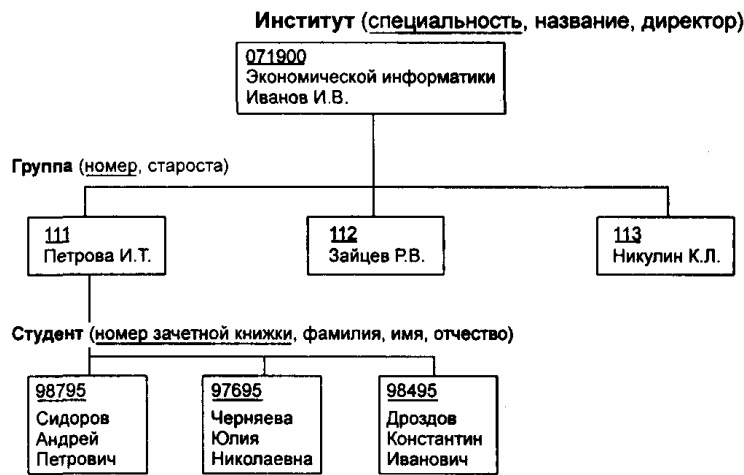 Институт (специальность, название, директор)
071900
Экономической информатики
Иванов И.В.
Группа (номер, староста)
111
Петрова И.Т.
112
Зайцев Р.В.
113
Никулин К.Л.
Студент (номер зачетной книжки, фамилия, имя, отчество)
98795
Сидоров
Андрей
Петрович
97695
Черняева
Юлия
Николаевна
98495
Дроздов
Константин
Иванович